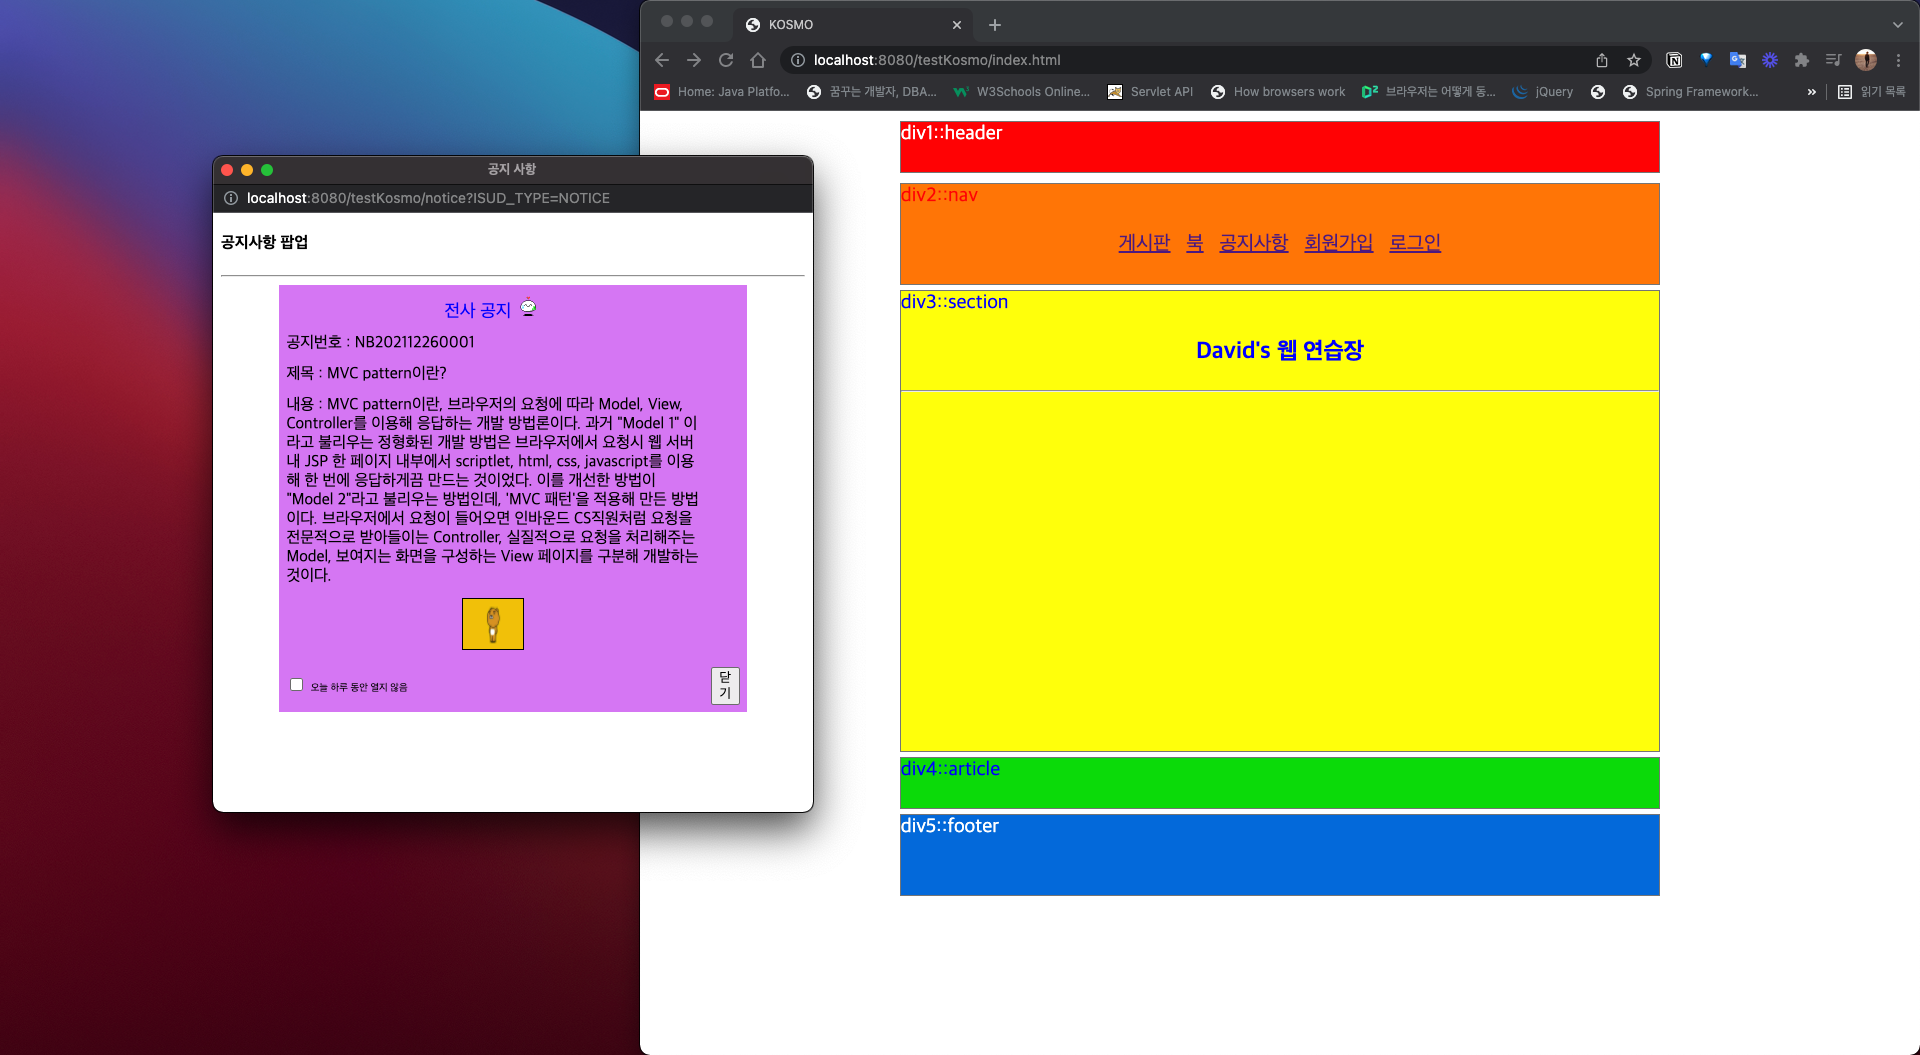 공지 사항
localhost:8080/testKosmo/notice?ISUD_TYPE=NOTICE
공지사항 팝업
전사 공지
공지번호 : NB202112260001
제목 : MVC pattern이란?
내용 : MVC pattern이란, 브라우저의 요청에 따라 Model, View,
Controller를 이용해 응답하는 개발 방법론이다. 과거 "Model 1" 이
라고 불리우는 정형화된 개발 방법은 브라우저에서 요청시 웹 서버
내 JSP 한 페이지 내부에서 scriptlet, html, css, javascript를 이용
해 한 번에 응답하게끔 만드는 것이었다. 이를 개선한 방법이
"Model 2"라고 불리우는 방법인데, 'MVC 패턴'을 적용해 만든 방법
이다. 브라우저에서 요청이 들어오면 인바운드 CS직원처럼 요청을
전문적으로 받아들이는 Controller, 실질적으로 요청을 처리해주는
Model, 보여지는 화면을 구성하는 View 페이지를 구분해 개발하는
것이다.
오늘 하루 동안 열지 않음
닫
기
KOSMO
localhost:8080/testKosmo/index.html
Home: Java Platfo... 꿈꾸는 개발자, DBA... W3Schools Online... Servlet API How browsers work 브라우저는 어떻게 동... jQuery Spring Framework... » 읽기 목록
div1::header
div2::nav
게시판 북 공지사항 회원가입 로그인
div3::section
David's 웹 연습장
div4::article
div5::footer